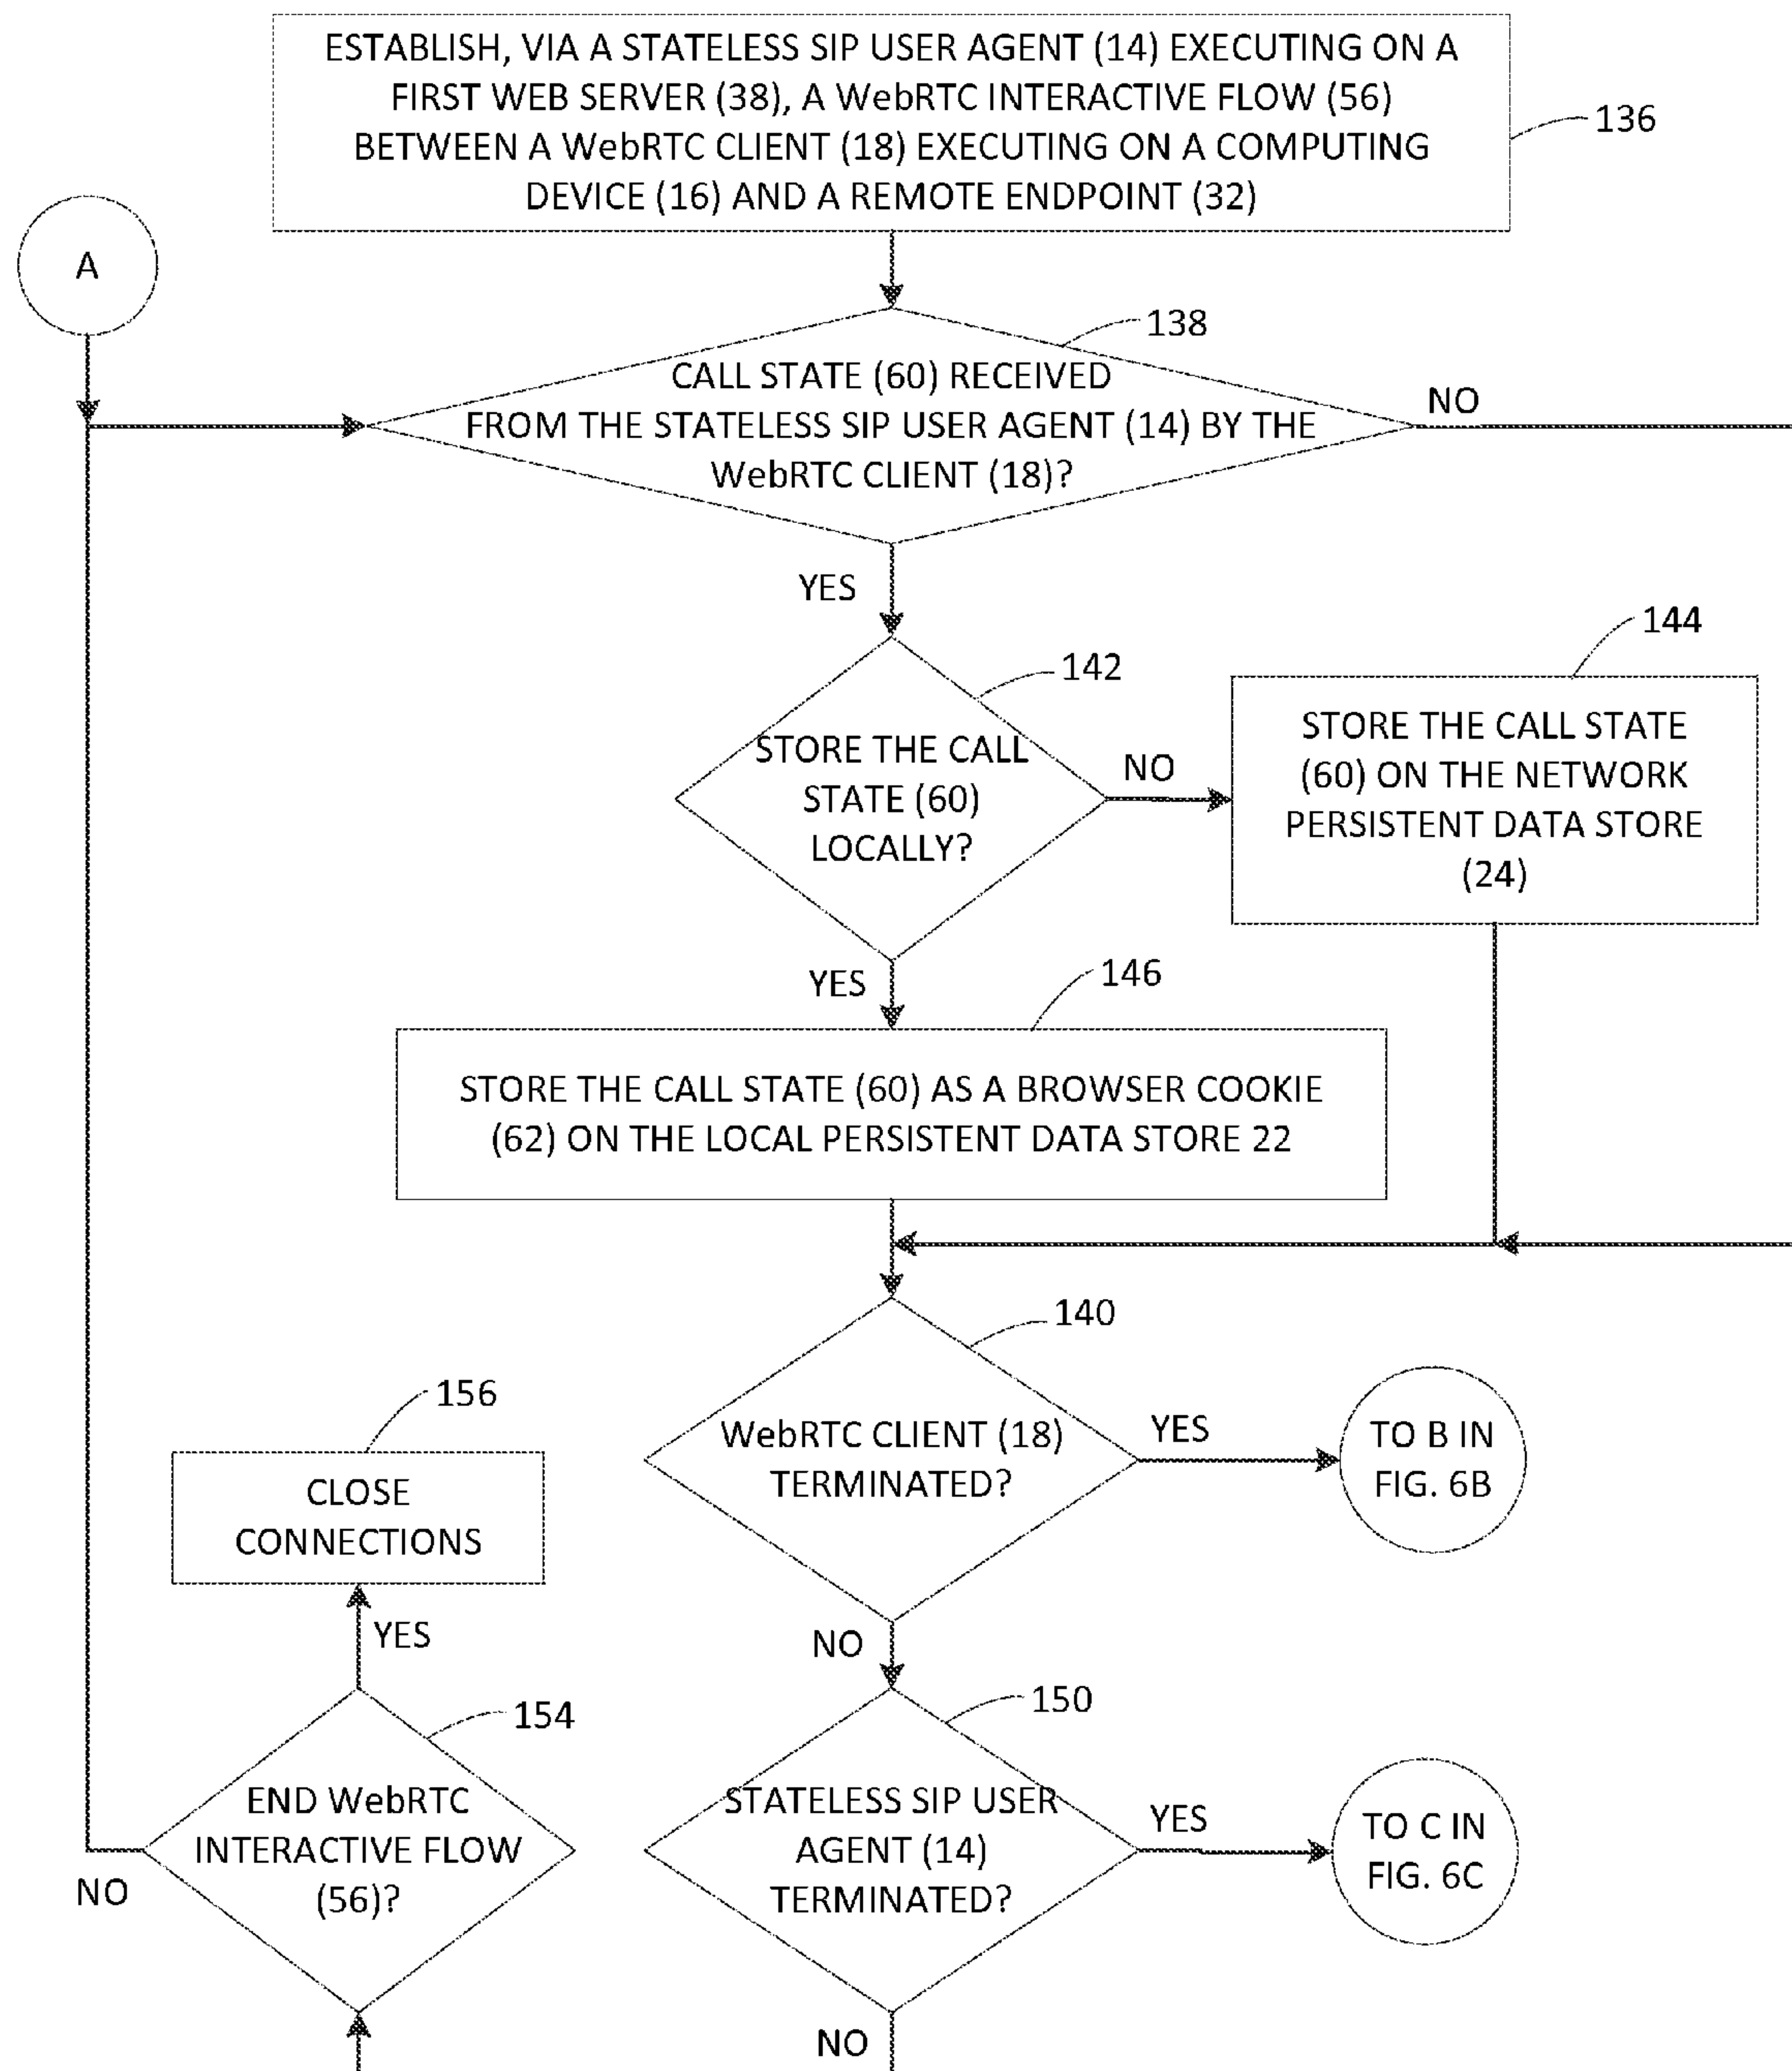 ESTABLISH, VIA A STATELESS SIP USER AGENT (14) EXECUTING ON A
FIRST WEB SERVER (38), A WebRTC INTERACTIVE FLOW (56)
BETWEEN A WebRTC CLIENT (18) EXECUTING ON A COMPUTING
DEVICE (16) AND A REMOTE ENDPOINT (32)
136
A
138
CALL STATE (60) RECEIVED
FROM THE STATELESS SIP USER AGENT (14) BY THE
WebRTC CLIENT (18)?
NO
YES
144
142
STORE THE CALL
STATE (60)
LOCALLY?
NO
STORE THE CALL STATE
(60) ON THE NETWORK
PERSISTENT DATA STORE
(24)
YES
146
STORE THE CALL STATE (60) AS A BROWSER COOKIE
(62) ON THE LOCAL PERSISTENT DATA STORE 22
140
WebRTC CLIENT (18)
TERMINATED?
YES
TO B IN
FIG. 6B
156
CLOSE
CONNECTIONS
YES
NO
154
END WebRTC
INTERACTIVE FLOW
(56)?
NO
150
STATELESS SIP USER
AGENT (14)
TERMINATED?
YES
TO C IN
FIG. 6C
NO